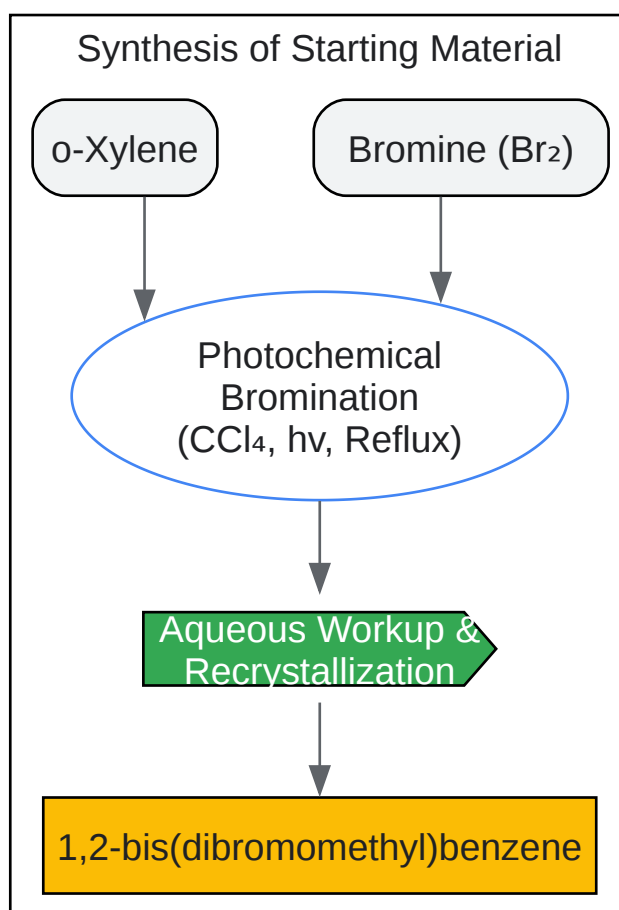 Synthesis of Starting Material
o-Xylene
Bromine (Br₂)
Photochemical
Bromination
(CCl₄, hv, Reflux)
Aqueous Workup &
Recrystallization
1,2-bis(dibromomethyl)benzene